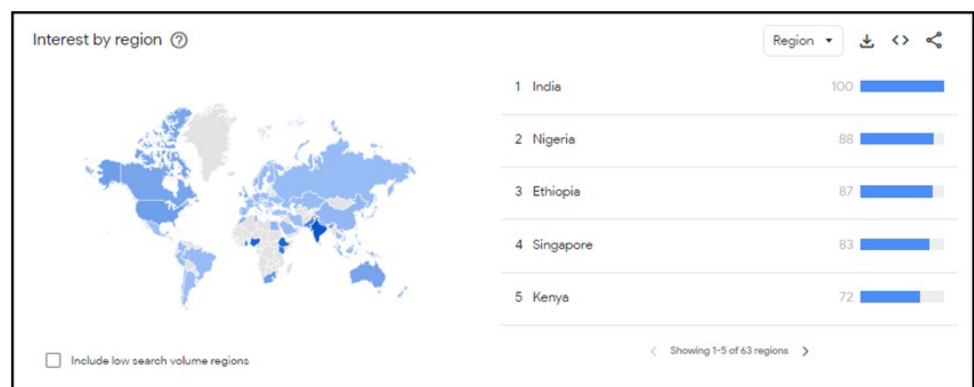 Interest by region
Region
1 India 100
2 Nigeria 88
3 Ethiopia 87
4 Singapore 83
5 Kenya 72
Include low search volume regions
Showing 1-5 of 63 regions